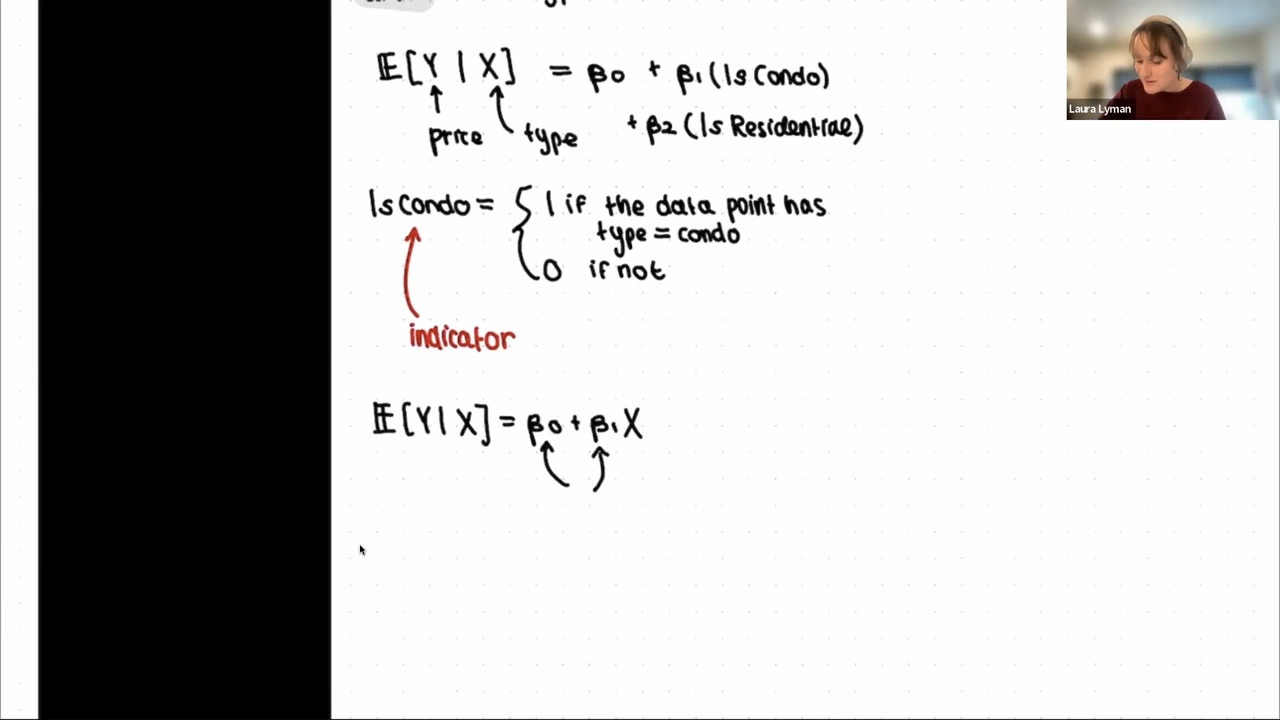 𝔼[Y | X] = β0 + β1 (Is Condo)
+ β2 (Is Residential)
price type
Is Condo = { 1 if the data point has
type = condo
0 if not
indicator
𝔼[Y | X] = β0 + β1 X
Laura Lyman